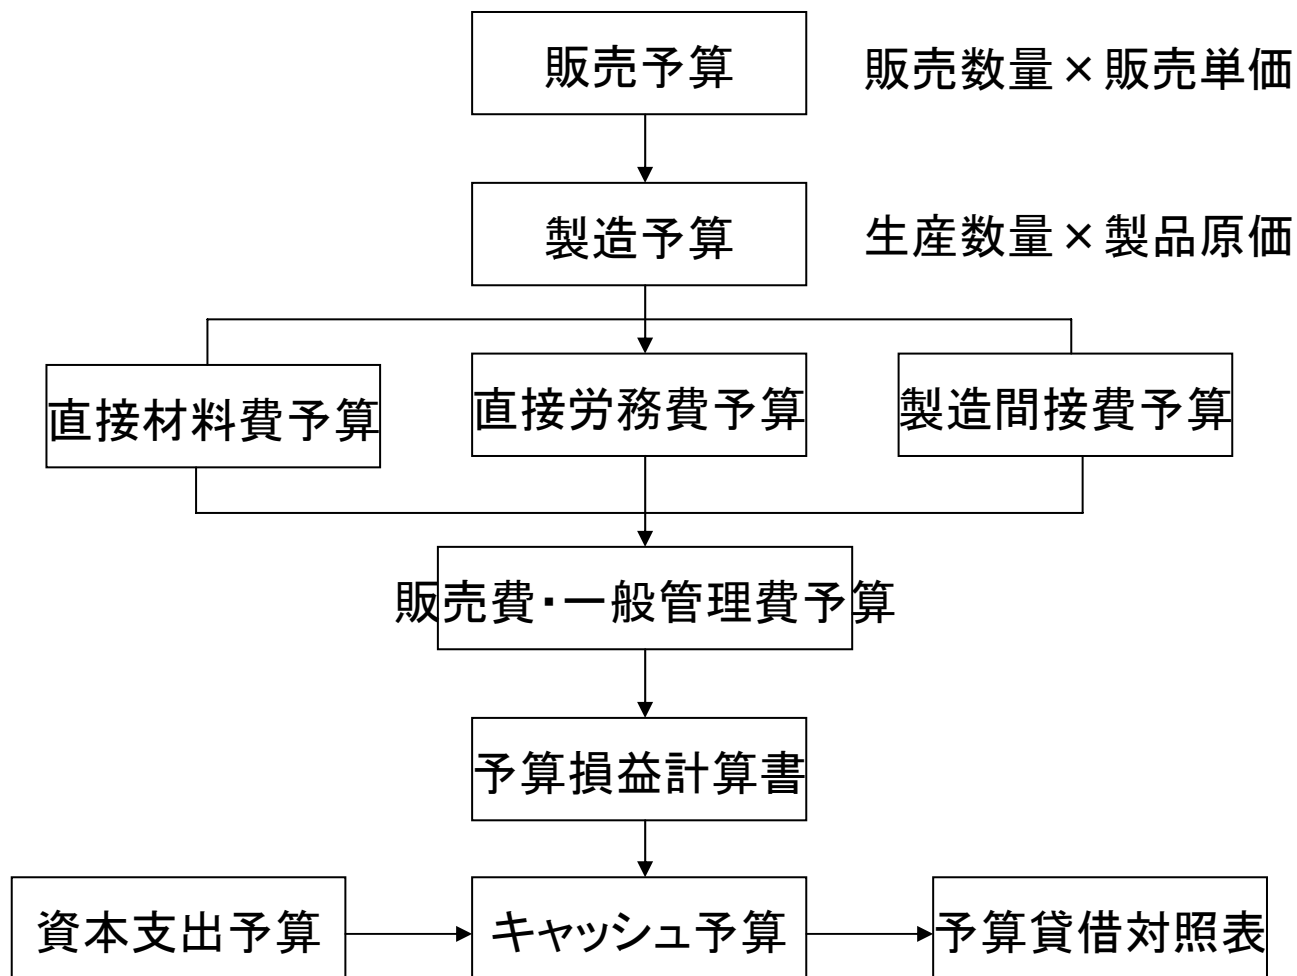 販売予算
販売数量×販売単価
製造予算
生産数量×製品原価
直接材料費予算
直接労務費予算
製造間接費予算
販売費・一般管理費予算
予算損益計算書
資本支出予算
キャッシュ予算
予算貸借対照表